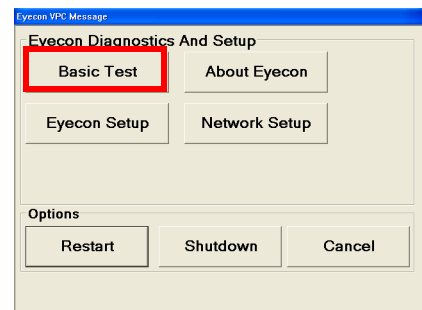 Eyecon VPC Message
Eyecon Diagnostics And Setup
Basic Test About Eyecon
Eyecon Setup Network Setup
Options
Restart Shutdown Cancel